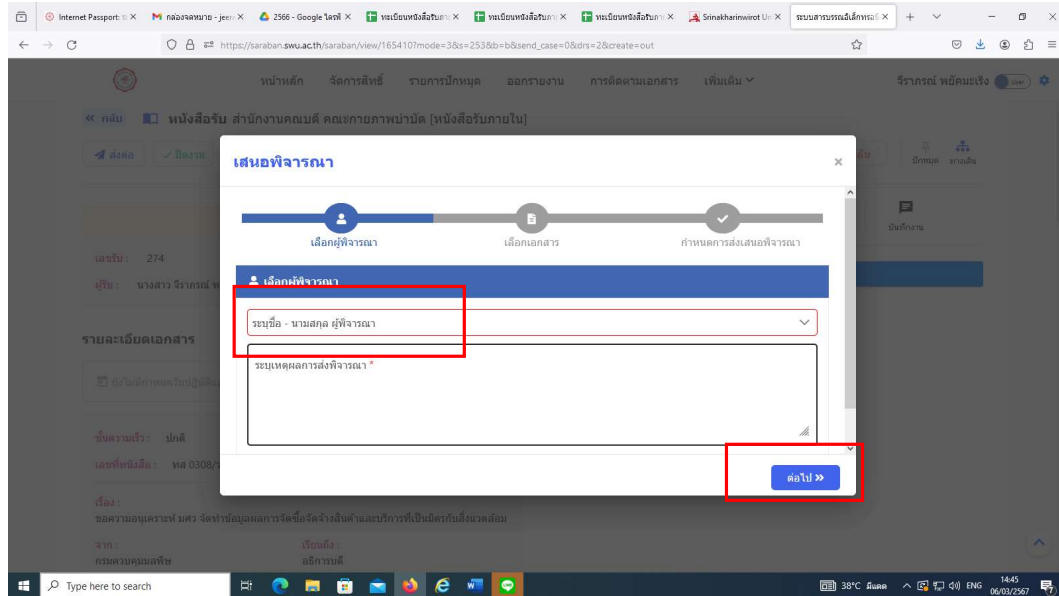 Internet Passport: ระ
กล่องจดหมาย - jeer
2566 - Google ไดรฟ์
ทะเบียนหนังสือรับภา
ทะเบียนหนังสือรับภา
ทะเบียนหนังสือรับภา
Srinakharinwirot Un
ระบบสารบรรณอิเล็กทรอ
https://saraban.swu.ac.th/saraban/view/165410?mode=3&s=253&b=b&send_case=0&drs=2&create=out
หน้าหลัก จัดการสิทธิ์ รายการปักหมุด ออกรายงาน การติดตามเอกสาร เพิ่มเติม
จีราภรณ์ พยัคมะเริง
User
« กลับ หนังสือรับ สำนักงานคณบดี คณะกายภาพบำบัด [หนังสือรับภายใน]
ส่งต่อ ปิดงาน
ปักหมุด ทางเดิน
บันทึกงาน
เสนอพิจารณา
×
เลือกผู้พิจารณา
เลือกเอกสาร
กำหนดการส่งเสนอพิจารณา
เลขรับ : 274
ผู้รับ : นางสาว จีราภรณ์ พ
เลือกผู้พิจารณา
ระบุชื่อ - นามสกุล ผู้พิจารณา
รายละเอียดเอกสาร
ระบุเหตุผลการส่งพิจารณา *
ชั้นความเร็ว : ปกติ
เลขที่หนังสือ : ทส 0308/ว
ต่อไป »
เรื่อง :
ขอความอนุเคราะห์ มศว จัดทำข้อมูลผลการจัดซื้อจัดจ้างสินค้าและบริการที่เป็นมิตรกับสิ่งแวดล้อม
จาก :
เรียนถึง :
กรมควบคุมมลพิษ
อธิการบดี
Type here to search
38°C มีแดด
ENG
14:45
06/03/2567